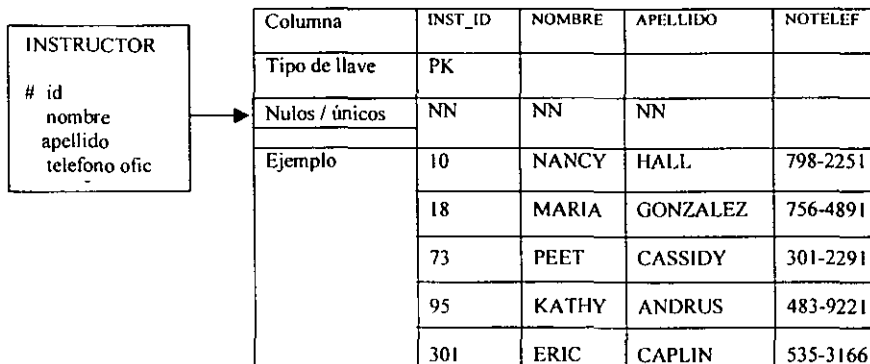 INSTRUCTOR
# id
nombre
apellido
telefono ofic
Columna INST_ID NOMBRE APELLIDO NOTELEF
Tipo de llave PK
Nulos / únicos NN NN NN
Ejemplo 10 NANCY HALL 798-2251
18 MARIA GONZALEZ 756-4891
73 PEET CASSIDY 301-2291
95 KATHY ANDRUS 483-9221
301 ERIC CAPLIN 535-3166